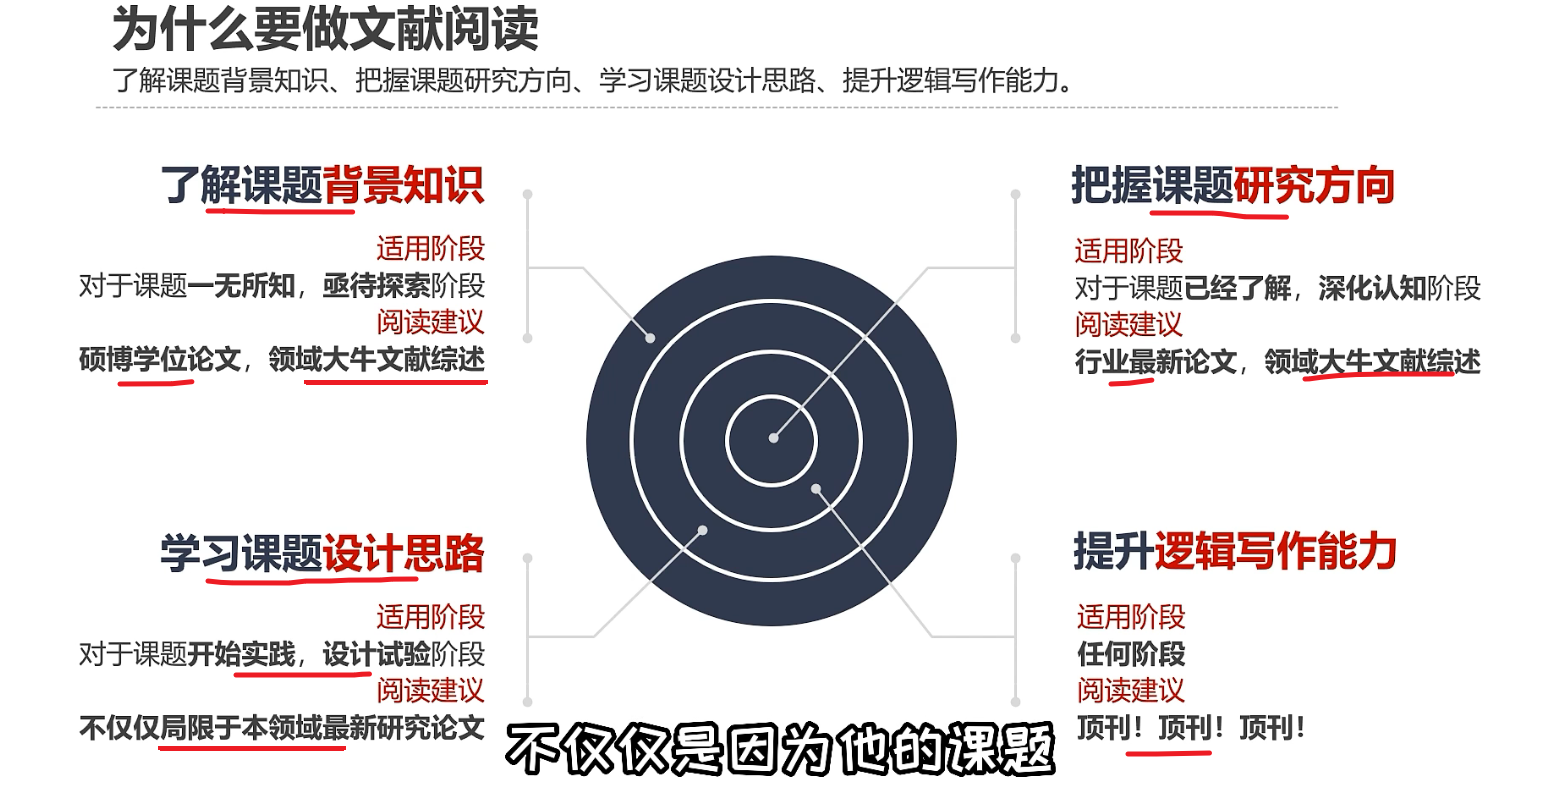 为什么要做文献阅读
了解课题背景知识、把握课题研究方向、学习课题设计思路、提升逻辑写作能力。
了解课题背景知识
适用阶段
对于课题一无所知，亟待探索阶段
阅读建议
硕博学位论文，领域大牛文献综述
把握课题研究方向
适用阶段
对于课题已经了解，深化认知阶段
阅读建议
行业最新论文，领域大牛文献综述
学习课题设计思路
适用阶段
对于课题开始实践，设计试验阶段
阅读建议
不仅仅局限于本领域最新研究论文
提升逻辑写作能力
适用阶段
任何阶段
阅读建议
顶刊！顶刊！顶刊！
不仅仅是因为他的课题